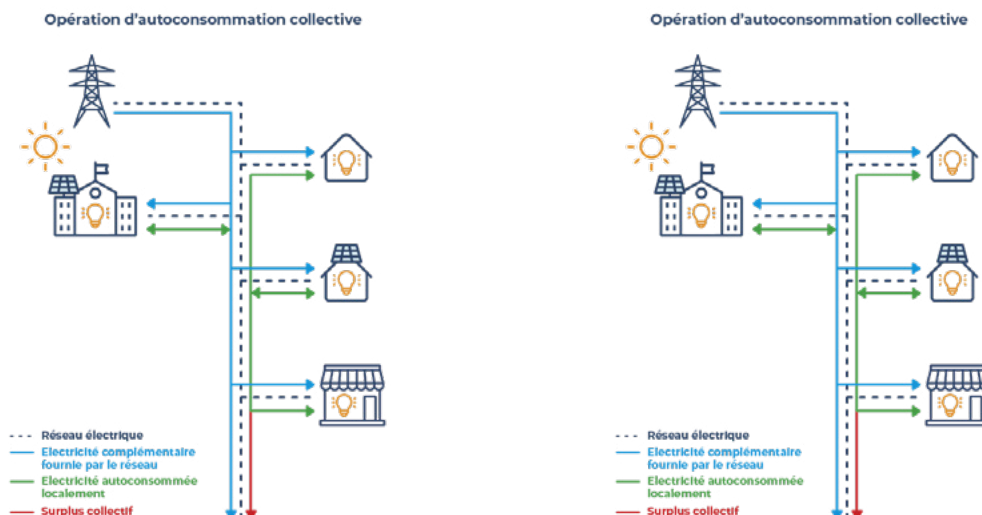 Opération d'autoconsommation collective
Réseau électrique
Electricité complémentaire
fournie par le réseau
Electricité autoconsommée
localement
Surplus collectif
Opération d'autoconsommation collective
Réseau électrique
Electricité complémentaire
fournie par le réseau
Electricité autoconsommée
localement
Surplus collectif